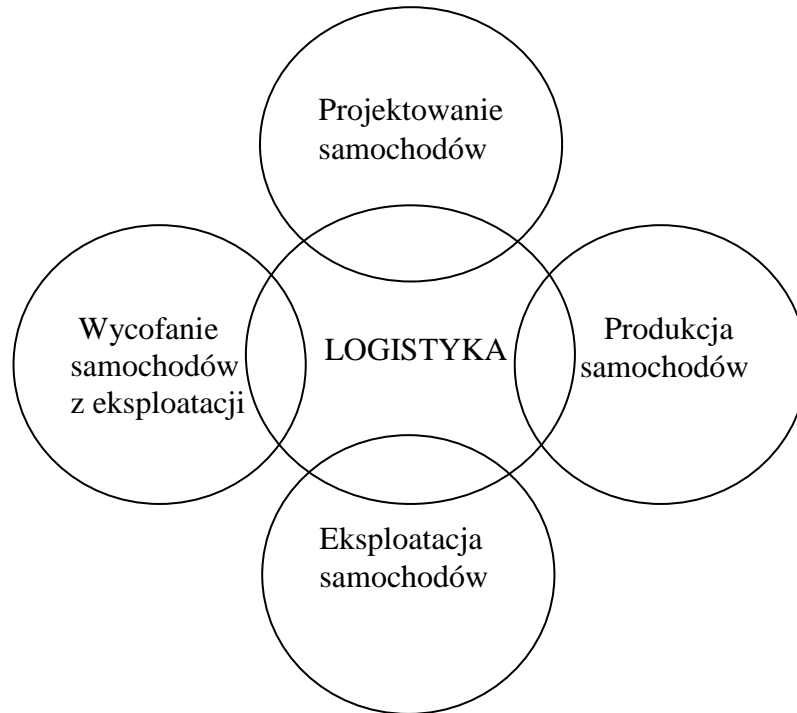 Projektowanie
samochodów
Wycofanie
samochodów
z eksploatacji
LOGISTYKA
Produkcja
samochodów
Eksploatacja
samochodów